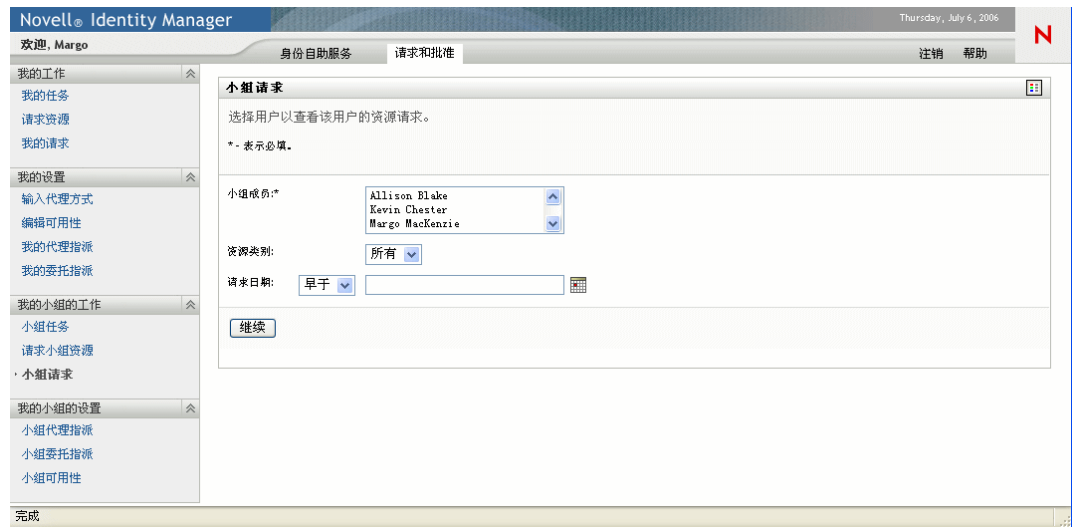 Novell® Identity Manager
Thursday, July 6, 2006
N
欢迎, Margo
身份自助服务
请求和批准
注销
帮助
我的工作
我的任务
请求资源
我的请求
我的设置
输入代理方式
编辑可用性
我的代理指派
我的委托指派
我的小组的工作
小组任务
请求小组资源
小组请求
我的小组的设置
小组代理指派
小组委托指派
小组可用性
小组请求
选择用户以查看该用户的资源请求。
*- 表示必填。
小组成员:*
Allison Blake
Kevin Chester
Margo MacKenzie
资源类别:
所有
请求日期:
早于
继续
完成